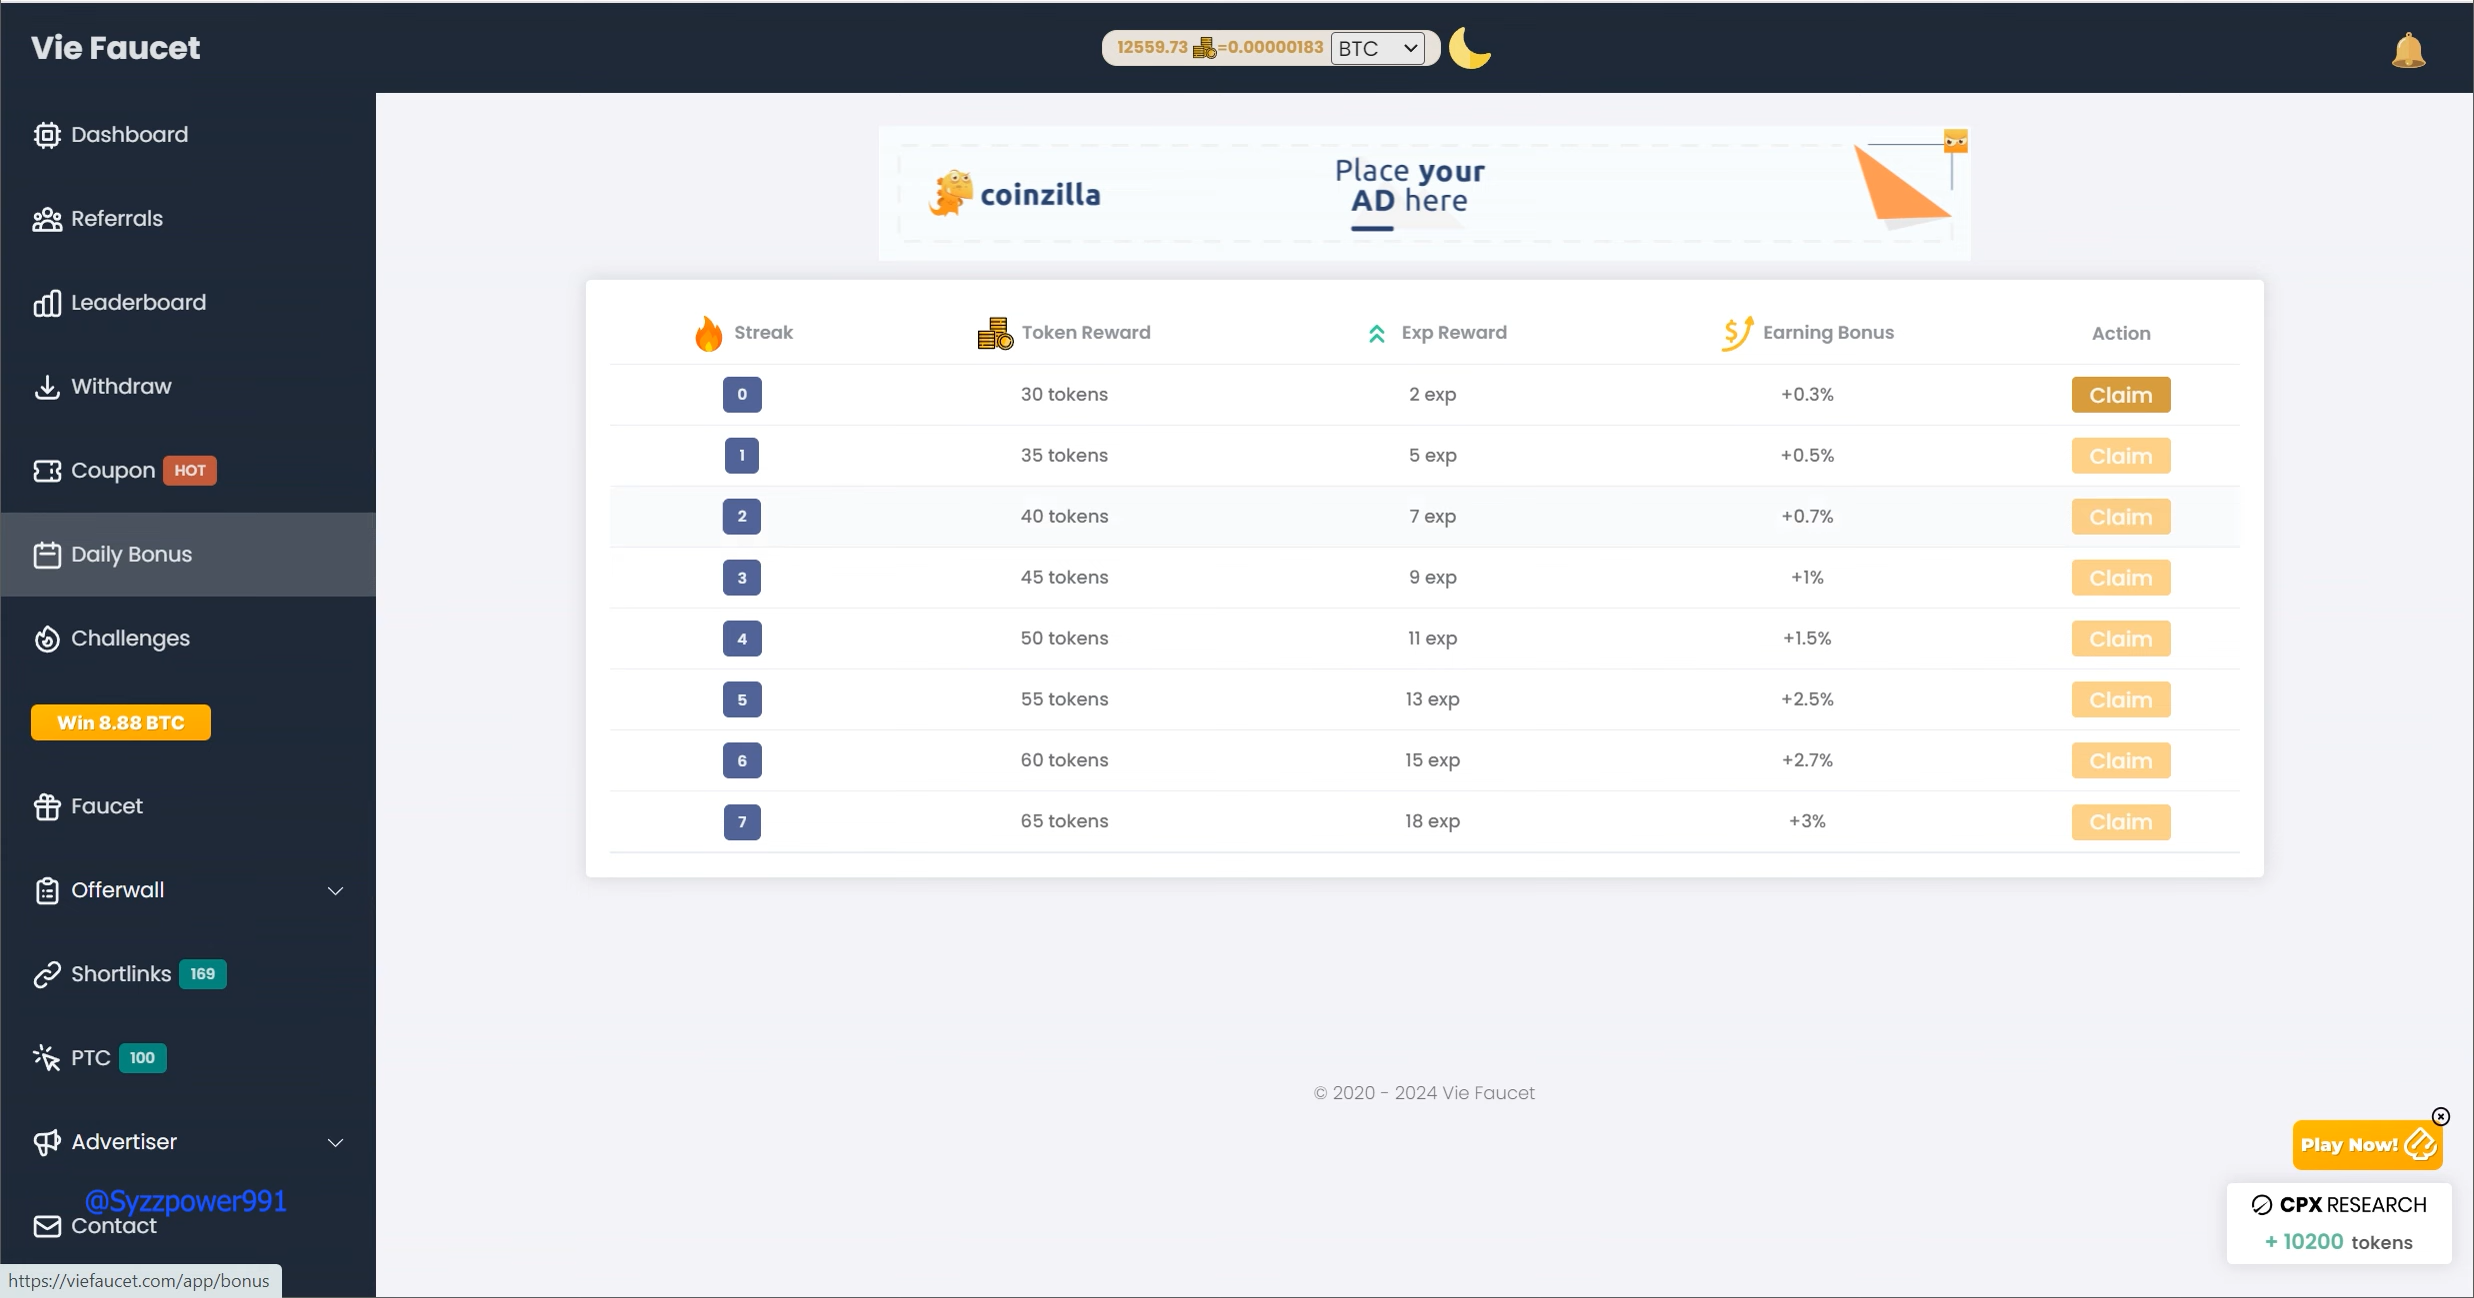 Vie Faucet
12559.73 =0.00000183 BTC
Dashboard
Referrals
Leaderboard
Withdraw
Coupon HOT
Daily Bonus
Challenges
Win 8.88 BTC
Faucet
Offerwall
Shortlinks 169
PTC 100
Advertiser
@Syzzpower991
Contact
https://viefaucet.com/app/bonus
coinzilla
Place your
AD here
Streak Token Reward Exp Reward Earning Bonus Action
0 30 tokens 2 exp +0.3% Claim
1 35 tokens 5 exp +0.5% Claim
2 40 tokens 7 exp +0.7% Claim
3 45 tokens 9 exp +1% Claim
4 50 tokens 11 exp +1.5% Claim
5 55 tokens 13 exp +2.5% Claim
6 60 tokens 15 exp +2.7% Claim
7 65 tokens 18 exp +3% Claim
© 2020 - 2024 Vie Faucet
Play Now!
CPX RESEARCH
+ 10200 tokens